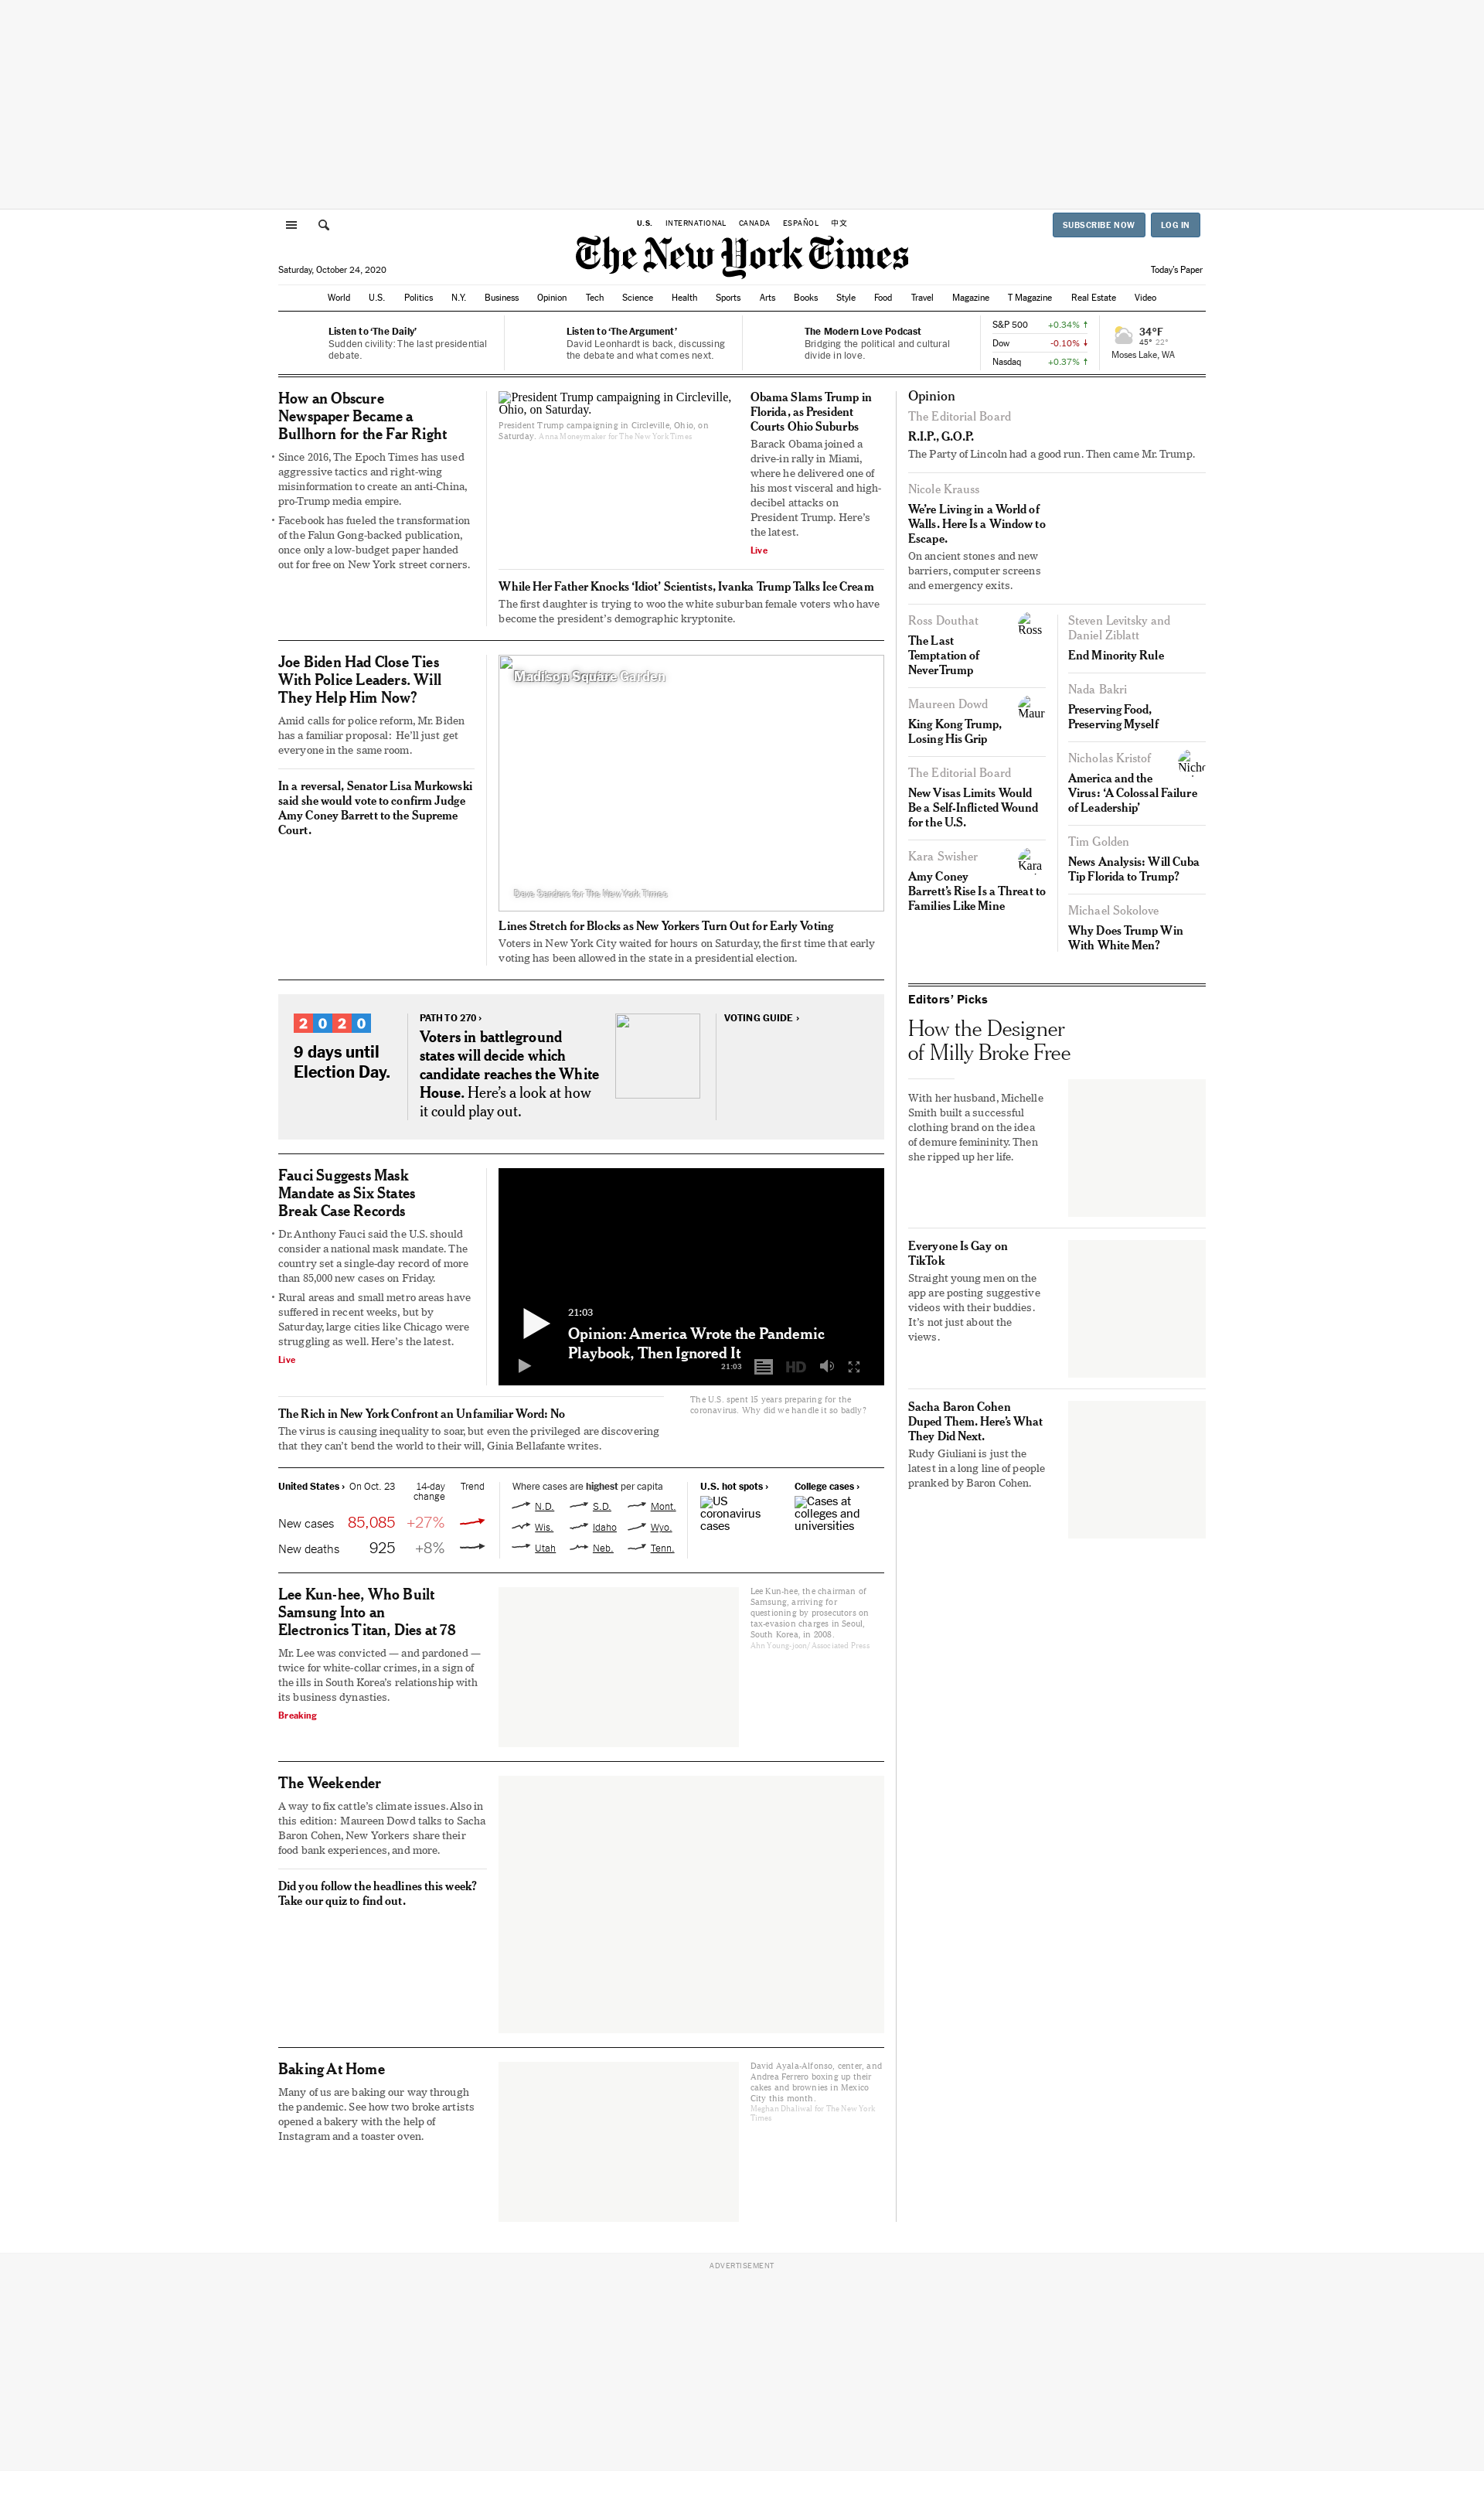 U.S. INTERNATIONAL CANADA ESPAÑOL 中文
SUBSCRIBE NOW LOG IN
The New York Times
Saturday, October 24, 2020
Today's Paper
World U.S. Politics N.Y. Business Opinion Tech Science Health Sports Arts Books Style Food Travel Magazine T Magazine Real Estate Video
Listen to ‘The Daily’
Sudden civility: The last presidential
debate.
Listen to ‘The Argument’
David Leonhardt is back, discussing
the debate and what comes next.
The Modern Love Podcast
Bridging the political and cultural
divide in love.
S&P 500 +0.34% ↑
Dow -0.10% ↓
Nasdaq +0.37% ↑
34°F
45° 22°
Moses Lake, WA
How an Obscure
Newspaper Became a
Bullhorn for the Far Right
• Since 2016, The Epoch Times has used
aggressive tactics and right-wing
misinformation to create an anti-China,
pro-Trump media empire.
• Facebook has fueled the transformation
of the Falun Gong-backed publication,
once only a low-budget paper handed
out for free on New York street corners.
President Trump campaigning in Circleville,
Ohio, on Saturday.
President Trump campaigning in Circleville, Ohio, on
Saturday. Anna Moneymaker for The New York Times
Obama Slams Trump in
Florida, as President
Courts Ohio Suburbs
Barack Obama joined a
drive-in rally in Miami,
where he delivered one of
his most visceral and high-
decibel attacks on
President Trump. Here’s
the latest.
Live
While Her Father Knocks ‘Idiot’ Scientists, Ivanka Trump Talks Ice Cream
The first daughter is trying to woo the white suburban female voters who have
become the president’s demographic kryptonite.
Joe Biden Had Close Ties
With Police Leaders. Will
They Help Him Now?
Amid calls for police reform, Mr. Biden
has a familiar proposal: He’ll just get
everyone in the same room.
In a reversal, Senator Lisa Murkowski
said she would vote to confirm Judge
Amy Coney Barrett to the Supreme
Court.
Madison Square Garden
Dave Sanders for The New York Times
Lines Stretch for Blocks as New Yorkers Turn Out for Early Voting
Voters in New York City waited for hours on Saturday, the first time that early
voting has been allowed in the state in a presidential election.
2020
9 days until
Election Day.
PATH TO 270 ›
Voters in battleground
states will decide which
candidate reaches the White
House. Here’s a look at how
it could play out.
VOTING GUIDE ›
Fauci Suggests Mask
Mandate as Six States
Break Case Records
• Dr. Anthony Fauci said the U.S. should
consider a national mask mandate. The
country set a single-day record of more
than 85,000 new cases on Friday.
• Rural areas and small metro areas have
suffered in recent weeks, but by
Saturday, large cities like Chicago were
struggling as well. Here’s the latest.
Live
21:03
Opinion: America Wrote the Pandemic
Playbook, Then Ignored It
21:03 HD
The U.S. spent 15 years preparing for the
coronavirus. Why did we handle it so badly?
The Rich in New York Confront an Unfamiliar Word: No
The virus is causing inequality to soar, but even the privileged are discovering
that they can’t bend the world to their will, Ginia Bellafante writes.
United States › On Oct. 23 14-day
change Trend
New cases 85,085 +27%
New deaths 925 +8%
Where cases are highest per capita
N.D. S.D. Mont.
Wis. Idaho Wyo.
Utah Neb. Tenn.
U.S. hot spots ›
US
coronavirus
cases
College cases ›
Cases at
colleges and
universities
Lee Kun-hee, Who Built
Samsung Into an
Electronics Titan, Dies at 78
Mr. Lee was convicted — and pardoned —
twice for white-collar crimes, in a sign of
the ills in South Korea’s relationship with
its business dynasties.
Breaking
Lee Kun-hee, the chairman of
Samsung, arriving for
questioning by prosecutors on
tax-evasion charges in Seoul,
South Korea, in 2008.
Ahn Young-joon/Associated Press
The Weekender
A way to fix cattle’s climate issues. Also in
this edition: Maureen Dowd talks to Sacha
Baron Cohen, New Yorkers share their
food bank experiences, and more.
Did you follow the headlines this week?
Take our quiz to find out.
Baking At Home
Many of us are baking our way through
the pandemic. See how two broke artists
opened a bakery with the help of
Instagram and a toaster oven.
David Ayala-Alfonso, center, and
Andrea Ferrero boxing up their
cakes and brownies in Mexico
City this month.
Meghan Dhaliwal for The New York
Times
Opinion
The Editorial Board
R.I.P., G.O.P.
The Party of Lincoln had a good run. Then came Mr. Trump.
Nicole Krauss
We’re Living in a World of
Walls. Here Is a Window to
Escape.
On ancient stones and new
barriers, computer screens
and emergency exits.
Ross Douthat
Ross
The Last
Temptation of
NeverTrump
Maureen Dowd
Maur
King Kong Trump,
Losing His Grip
The Editorial Board
New Visas Limits Would
Be a Self-Inflicted Wound
for the U.S.
Kara Swisher
Kara
Amy Coney
Barrett’s Rise Is a Threat to
Families Like Mine
Steven Levitsky and
Daniel Ziblatt
End Minority Rule
Nada Bakri
Preserving Food,
Preserving Myself
Nicholas Kristof
Nicho
America and the
Virus: ‘A Colossal Failure
of Leadership’
Tim Golden
News Analysis: Will Cuba
Tip Florida to Trump?
Michael Sokolove
Why Does Trump Win
With White Men?
Editors’ Picks
How the Designer
of Milly Broke Free
With her husband, Michelle
Smith built a successful
clothing brand on the idea
of demure femininity. Then
she ripped up her life.
Everyone Is Gay on
TikTok
Straight young men on the
app are posting suggestive
videos with their buddies.
It’s not just about the
views.
Sacha Baron Cohen
Duped Them. Here’s What
They Did Next.
Rudy Giuliani is just the
latest in a long line of people
pranked by Baron Cohen.
ADVERTISEMENT